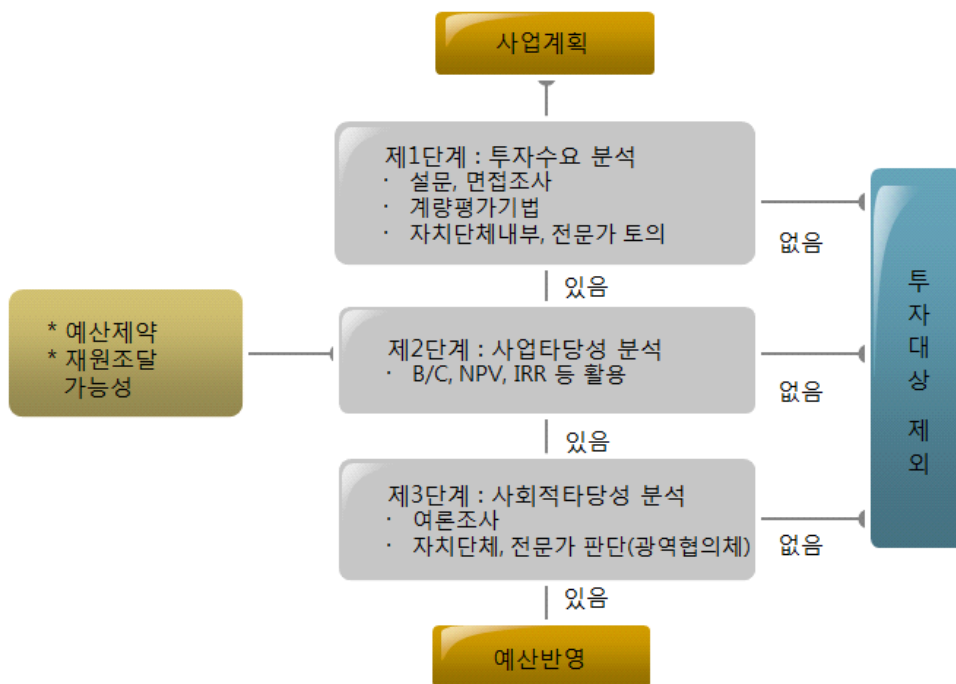 사업계획
제1단계 : 투자수요 분석
· 설문, 면접조사
· 계량평가기법
· 자치단체내부, 전문가 토의
없음
있음
* 예산제약
* 재원조달
가능성
제2단계 : 사업타당성 분석
· B/C, NPV, IRR 등 활용
없음
있음
제3단계 : 사회적타당성 분석
· 여론조사
· 자치단체, 전문가 판단(광역협의체)
없음
있음
투자대상 제외
예산반영